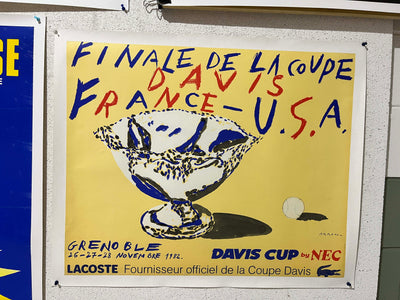 FINALE DE LA COUPE
DAVIS
FRANCE-U.S.A.
GRENOBLE
26-27-28 NOVEMBRE 1982.
DAVIS CUP by NEC
LACOSTE Fournisseur officiel de la Coupe Davis
SE